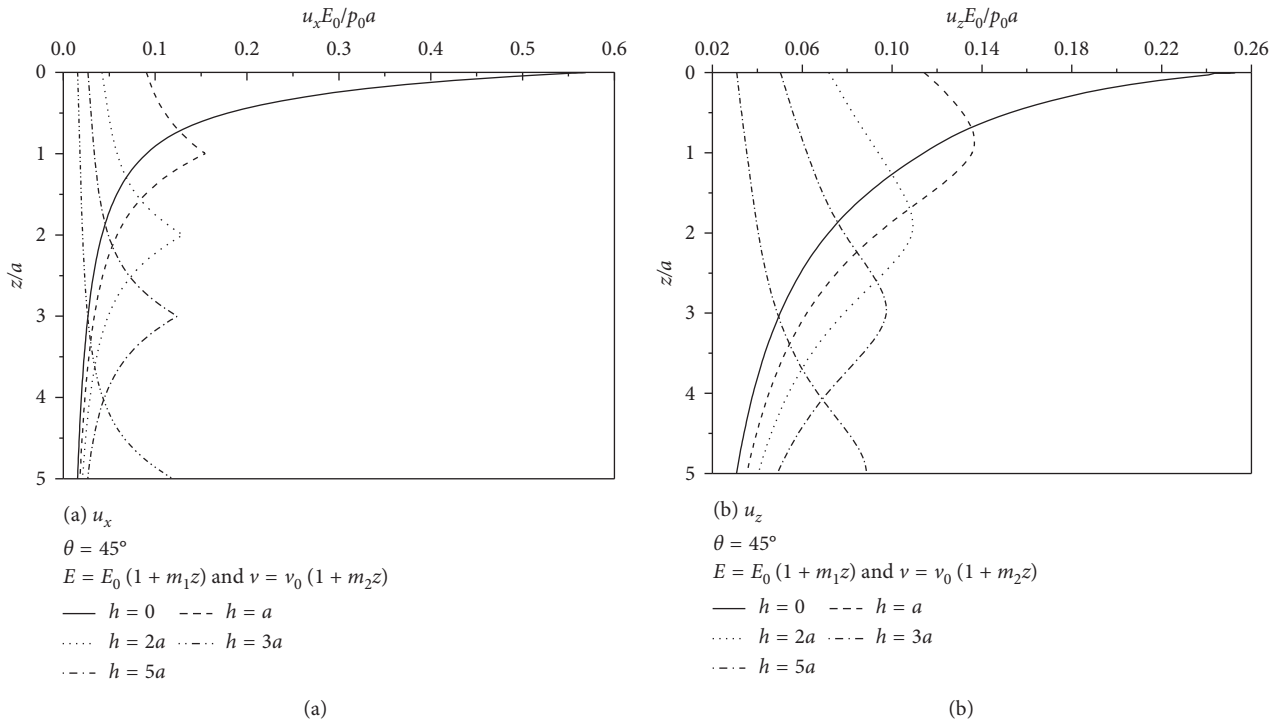 u_xE_0/p_0a
0.0 0.1 0.2 0.3 0.4 0.5 0.6
0
1
2
3
4
5
z/a
(a) u_x
θ = 45°
E = E_0 (1 + m_1z) and ν = ν_0 (1 + m_2z)
h = 0 h = a
h = 2a h = 3a
h = 5a
(a)
u_zE_0/p_0a
0.02 0.06 0.10 0.14 0.18 0.22 0.26
0
1
2
3
4
5
z/a
(b) u_z
θ = 45°
E = E_0 (1 + m_1z) and ν = ν_0 (1 + m_2z)
h = 0 h = a
h = 2a h = 3a
h = 5a
(b)